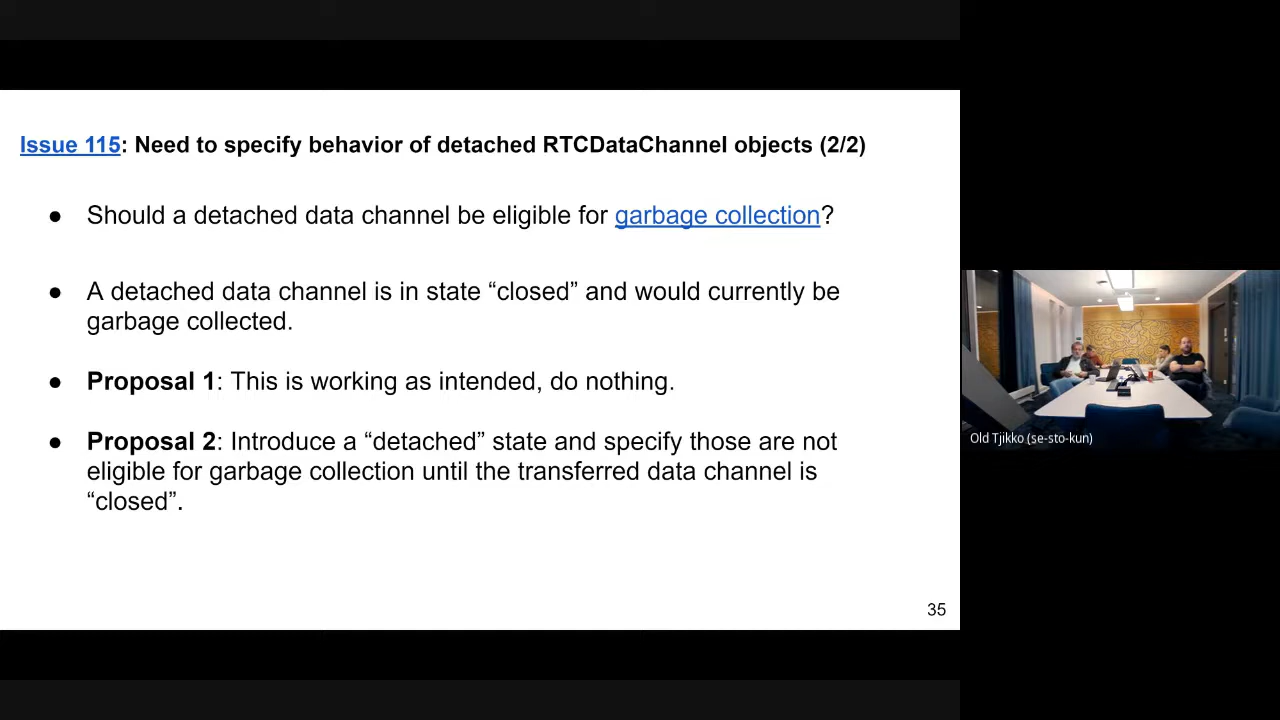 Issue 115: Need to specify behavior of detached RTCDataChannel objects (2/2)
● Should a detached data channel be eligible for garbage collection?
● A detached data channel is in state “closed” and would currently be
garbage collected.
● Proposal 1: This is working as intended, do nothing.
● Proposal 2: Introduce a “detached” state and specify those are not
eligible for garbage collection until the transferred data channel is
“closed”.
35
Old Tjikko (se-sto-kun)